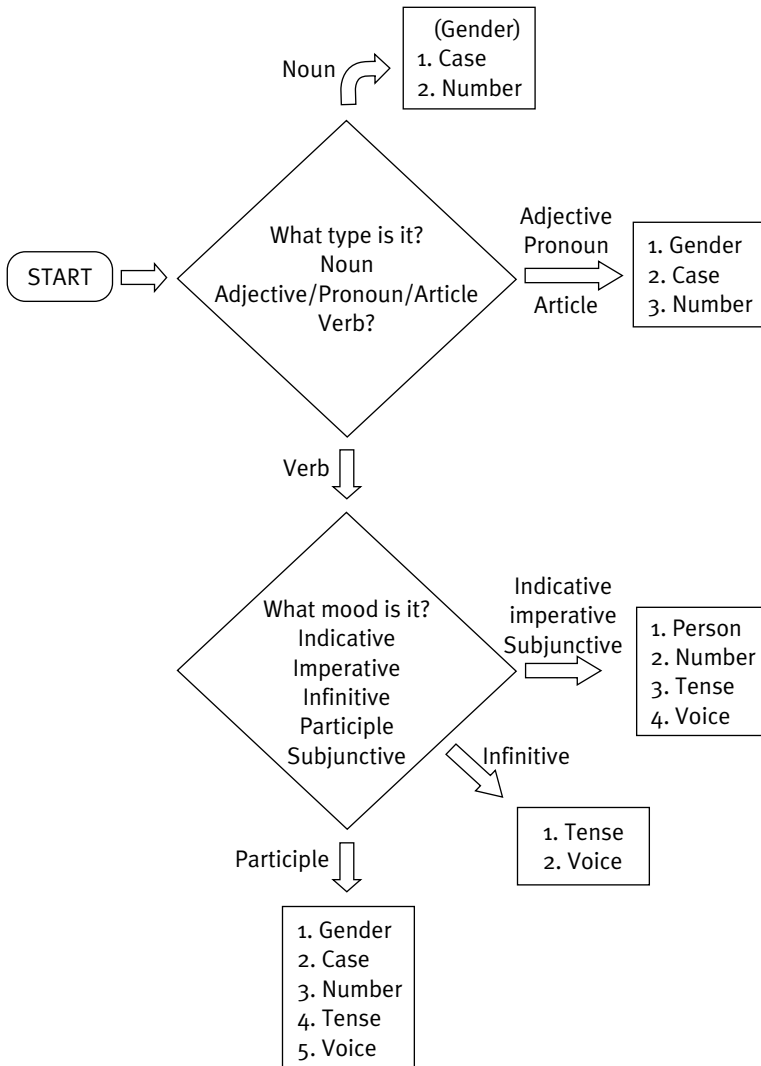 (Gender)
1. Case
2. Number
Noun
START
What type is it?
Noun
Adjective/Pronoun/Article
Verb?
Adjective
Pronoun
Article
1. Gender
2. Case
3. Number
Verb
What mood is it?
Indicative
Imperative
Infinitive
Participle
Subjunctive
Indicative
imperative
Subjunctive
1. Person
2. Number
3. Tense
4. Voice
Infinitive
1. Tense
2. Voice
Participle
1. Gender
2. Case
3. Number
4. Tense
5. Voice